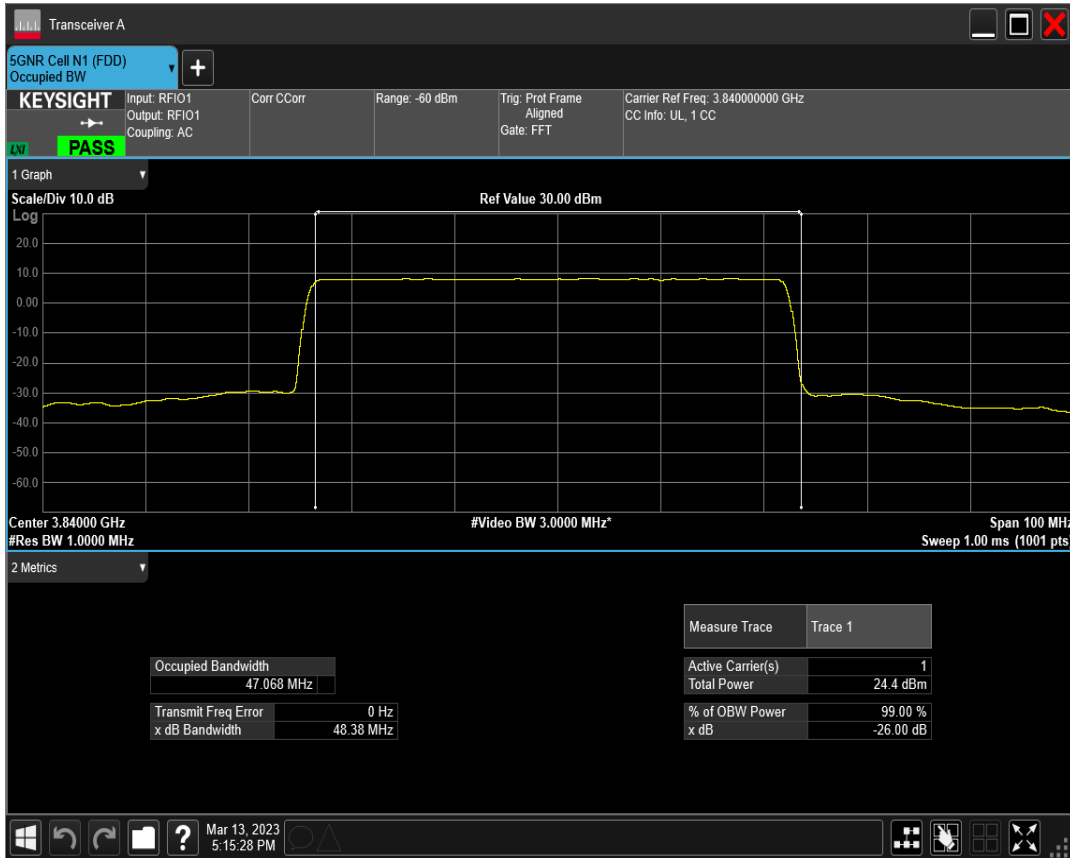 Transceiver A
5GNR Cell N1 (FDD)
Occupied BW
+
KEYSIGHT
LXI
PASS
Input: RFIO1
Output: RFIO1
Coupling: AC
Corr CCorr
Range: -60 dBm
Trig: Prot Frame
Aligned
Gate: FFT
Carrier Ref Freq: 3.840000000 GHz
CC Info: UL, 1 CC
1 Graph
Scale/Div 10.0 dB
Ref Value 30.00 dBm
Log
20.0
10.0
0.00
-10.0
-20.0
-30.0
-40.0
-50.0
-60.0
Center 3.84000 GHz
#Video BW 3.0000 MHz*
Span 100 MHz
#Res BW 1.0000 MHz
Sweep 1.00 ms (1001 pts)
2 Metrics
Measure Trace Trace 1
Occupied Bandwidth
47.068 MHz
Active Carrier(s) 1
Total Power 24.4 dBm
Transmit Freq Error 0 Hz
x dB Bandwidth 48.38 MHz
% of OBW Power 99.00 %
x dB -26.00 dB
?
Mar 13, 2023
5:15:28 PM